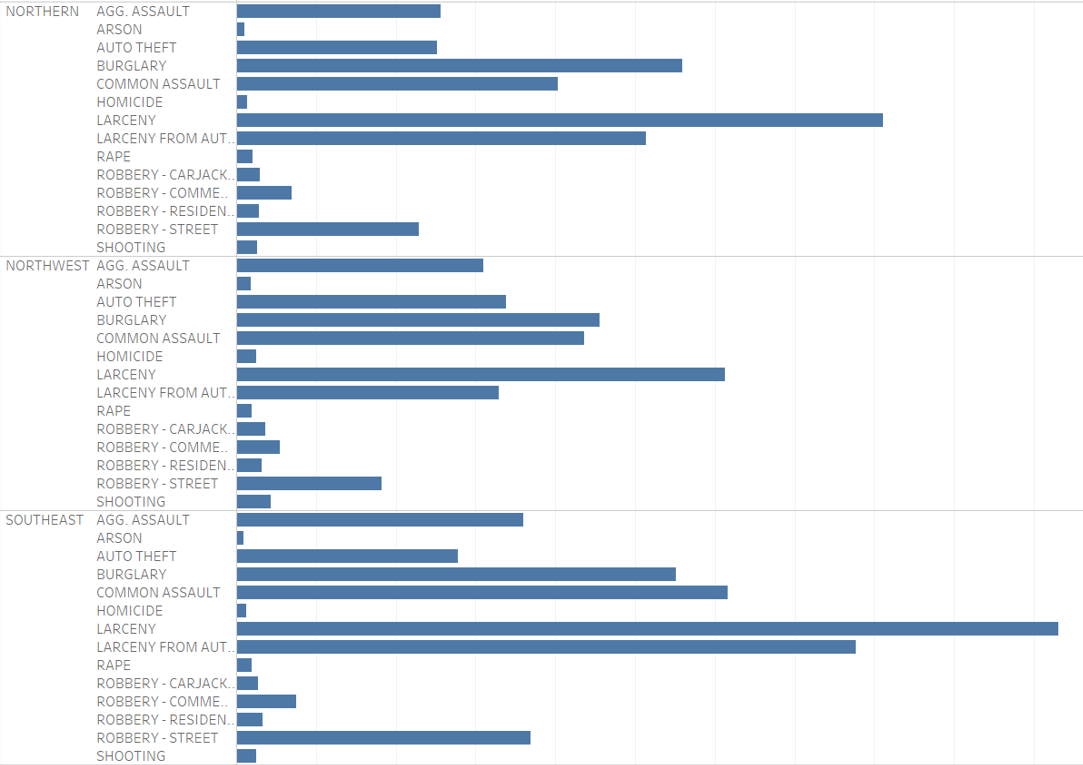 NORTHERN AGG. ASSAULT
ARSON
AUTO THEFT
BURGLARY
COMMON ASSAULT
HOMICIDE
LARCENY
LARCENY FROM AUT..
RAPE
ROBBERY - CARJACK..
ROBBERY - COMME..
ROBBERY - RESIDEN..
ROBBERY - STREET
SHOOTING
NORTHWEST AGG. ASSAULT
ARSON
AUTO THEFT
BURGLARY
COMMON ASSAULT
HOMICIDE
LARCENY
LARCENY FROM AUT..
RAPE
ROBBERY - CARJACK..
ROBBERY - COMME..
ROBBERY - RESIDEN..
ROBBERY - STREET
SHOOTING
SOUTHEAST AGG. ASSAULT
ARSON
AUTO THEFT
BURGLARY
COMMON ASSAULT
HOMICIDE
LARCENY
LARCENY FROM AUT..
RAPE
ROBBERY - CARJACK..
ROBBERY - COMME..
ROBBERY - RESIDEN..
ROBBERY - STREET
SHOOTING